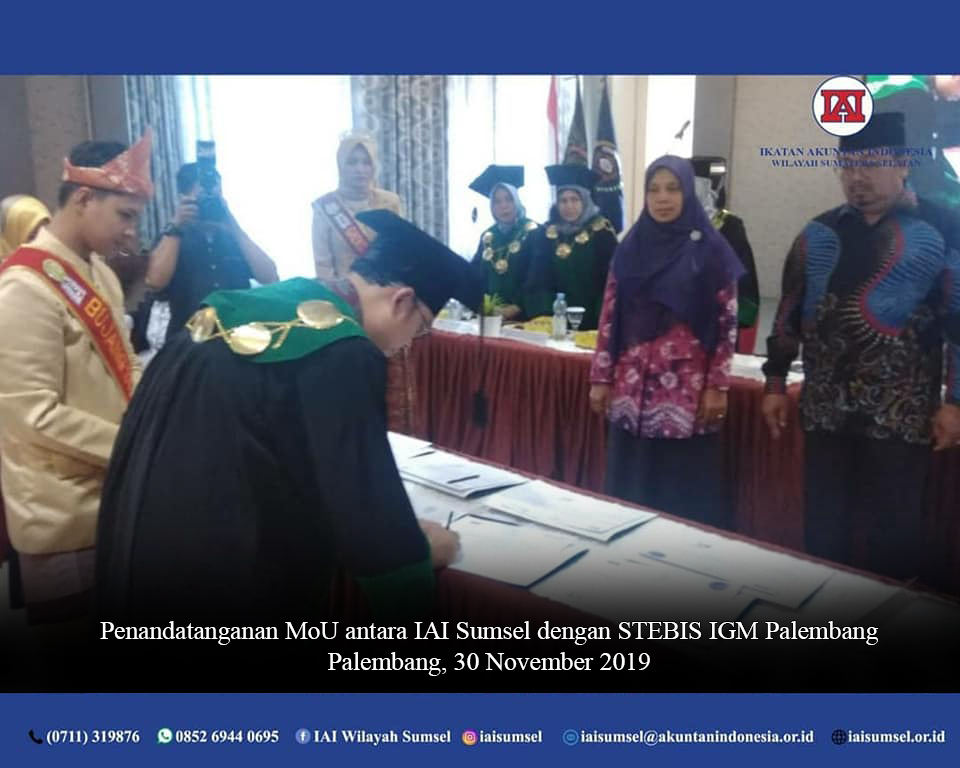 IAI
IKATAN AKUNTAN INDONESIA
WILAYAH SUMATERA SELATAN
BUJANG
Penandatanganan MoU antara IAI Sumsel dengan STEBIS IGM Palembang
Palembang, 30 November 2019
(0711) 319876 0852 6944 0695 IAI Wilayah Sumsel iaisumsel iaisumsel@akuntanindonesia.or.id iaisumsel.or.id